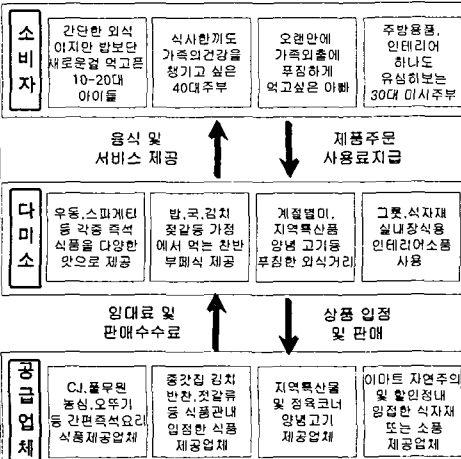 소
비
자
간단한 외식
이지만 밥보단
새로운걸 먹고픈
10-20대
아이들
식사한끼도
가족의건강을
챙기고 싶은
40대주부
오랜만에
가족외출에
푸짐하게
먹고싶은 아빠
주방용품,
인테리어
하나도
유심히보는
30대 미시주부
음식 및
서비스 제공
제품주문
사용료지급
다
미
소
우동,스파게티
등 각종 즉석
식품을 다양한
맛으로 제공
밥,국,김치
젓갈등 가정
에서 먹는 찬반
부페식 제공
계절별미,
지역특산품
양념 고기등
푸짐한 외식거리
그릇,식자재
실내장식용
인테리어소품
사용
임대료 및
판매수수료
상품 입점
및 판매
공
급
업
체
CJ,풀무원
농심,오뚜기
등 간편즉석요리
식품제공업체
종갓집 김치
반찬,젓갈류
등 식품관내
입점한 식품
제공업체
지역특산물
및 정육코너
양념고기
제공업체
이마트 자연주의
및 할인점내
입점한 식자재
또는 소품
제공업체